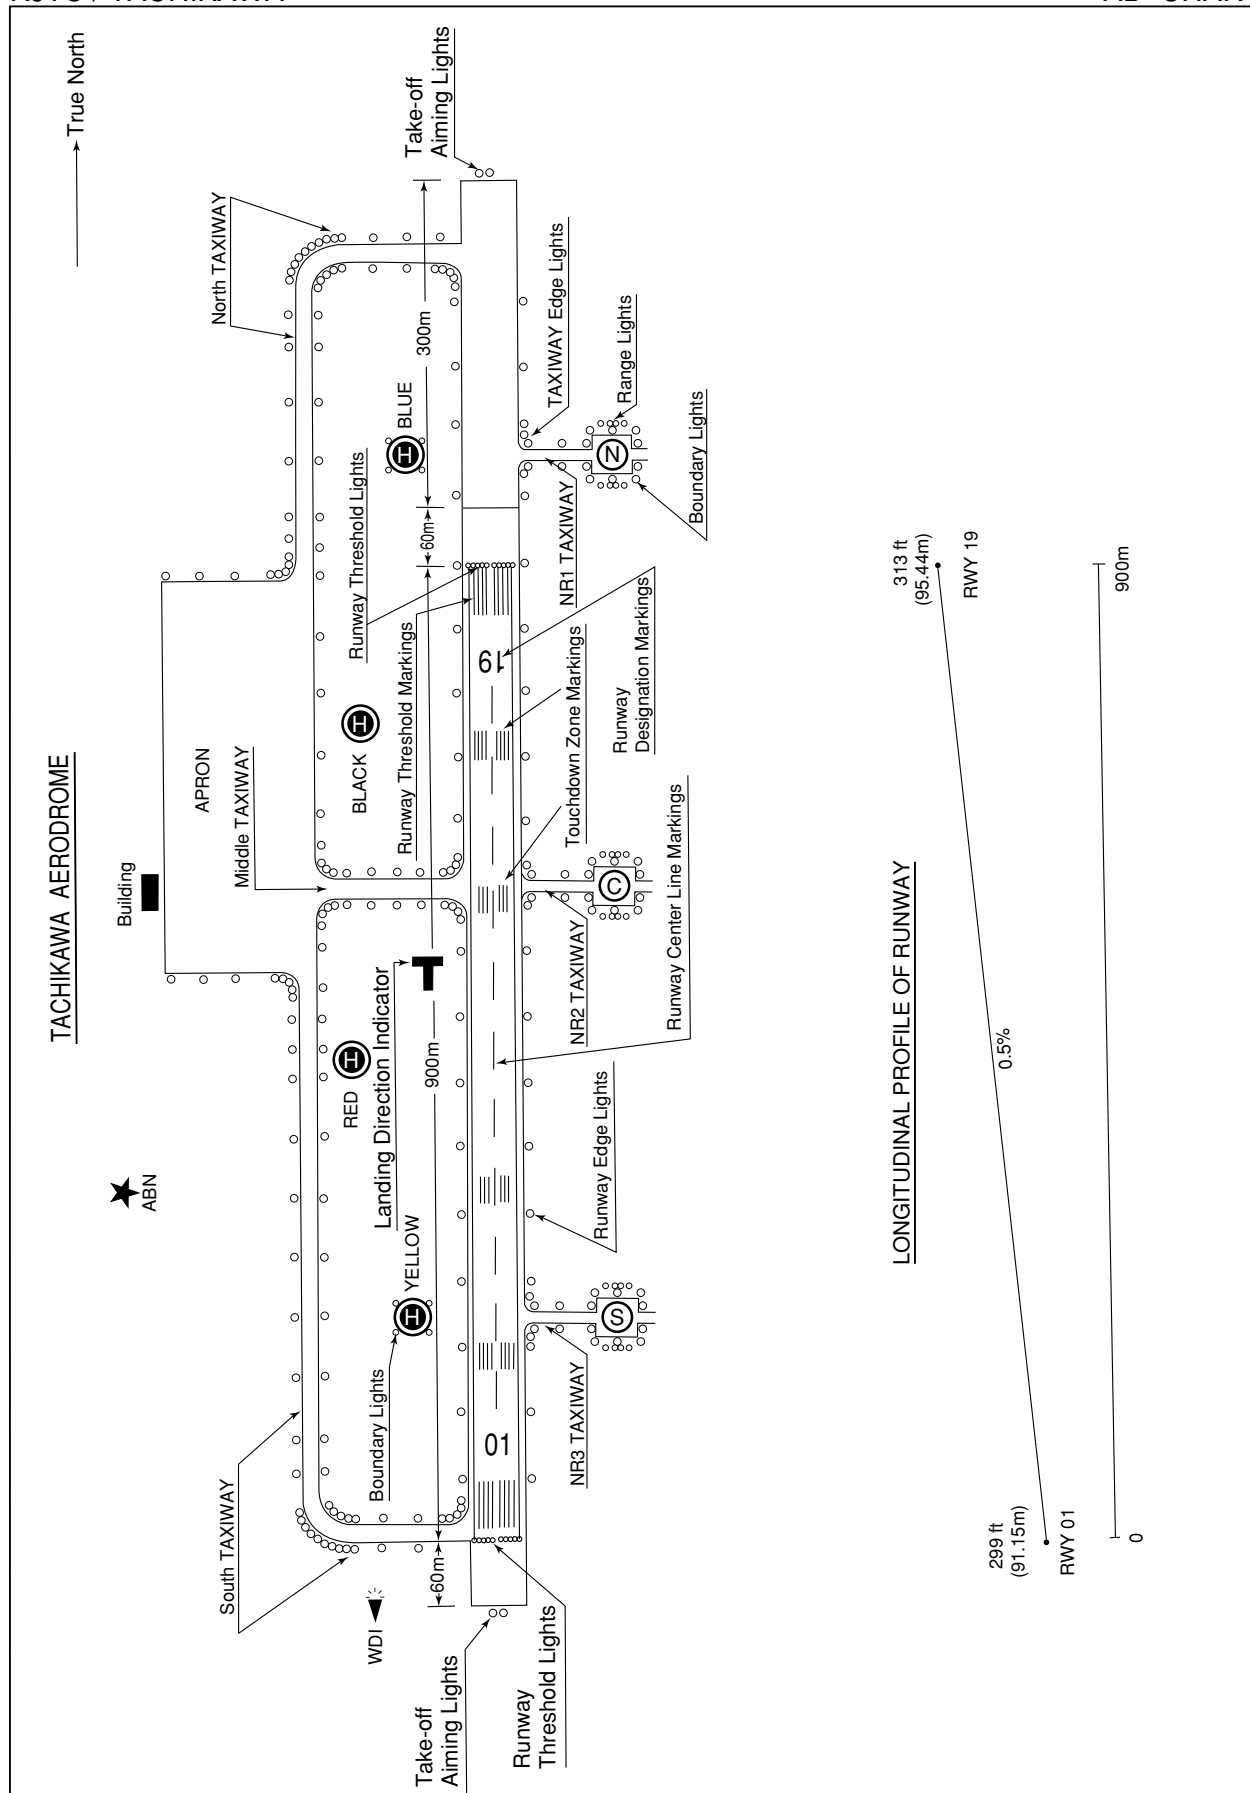 TACHIKAWA AERODROME
True North
Take-off
Aiming Lights
North TAXIWAY
300m
TAXIWAY Edge Lights
Range Lights
BLUE
H
N
Boundary Lights
Runway Threshold Lights
60m
NR1 TAXIWAY
Runway Threshold Markings
19
Touchdown Zone Markings
Runway
Designation Markings
H
BLACK
APRON
Middle TAXIWAY
Building
C
Runway Center Line Markings
NR2 TAXIWAY
Landing Direction Indicator
900m
H
RED
ABN
Runway Edge Lights
YELLOW
H
S
Boundary Lights
NR3 TAXIWAY
South TAXIWAY
01
60m
WDI
Take-off
Aiming Lights
Runway
Threshold Lights
LONGITUDINAL PROFILE OF RUNWAY
313 ft
(95.44m)
RWY 19
900m
0.5%
299 ft
(91.15m)
RWY 01
0